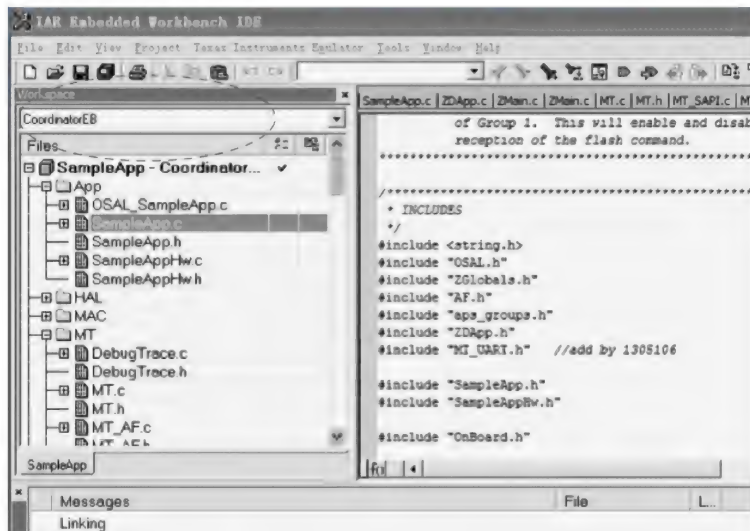 IAR Embedded Workbench IDE
File Edit View Project Texas Instruments Emulator Tools Window Help
Workspace
CoordinatorEB
Files
SampleApp - Coordinator...
App
OSAL_SampleApp.c
SampleApp.c
SampleApp.h
SampleAppHw.c
SampleAppHw.h
HAL
MAC
MT
DebugTrace.c
DebugTrace.h
MT.c
MT.h
MT_AF.c
MT_AF.h
SampleApp
SampleApp.c | ZDApp.c | ZMain.c | ZMain.c | MT.c | MT.h | MT_SAPI.c | M
of Group 1. This will enable and disab
reception of the flash command.
****************************************
/***************************************
* INCLUDES
*/
#include <string.h>
#include "OSAL.h"
#include "ZGlobals.h"
#include "AF.h"
#include "aps_groups.h"
#include "ZDApp.h"
#include "MT_UART.h" //add by 1305106
#include "SampleApp.h"
#include "SampleAppHw.h"
#include "OnBoard.h"
f()
Messages File L...
Linking